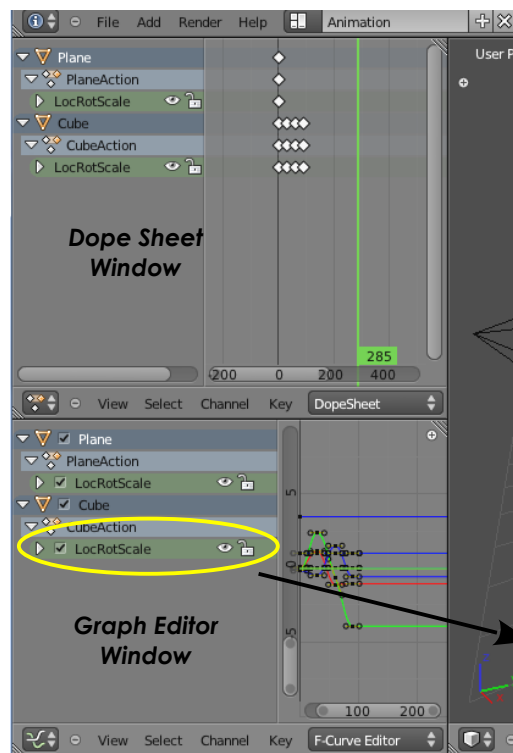 File Add Render Help Animation
User P
Plane
PlaneAction
LocRotScale
Cube
CubeAction
LocRotScale
Dope Sheet
Window
285
-200 0 200 400
View Select Channel Key DopeSheet
Plane
PlaneAction
LocRotScale
Cube
CubeAction
LocRotScale
5
0
-5
Graph Editor
Window
z
x
100 200
View Select Channel Key F-Curve Editor